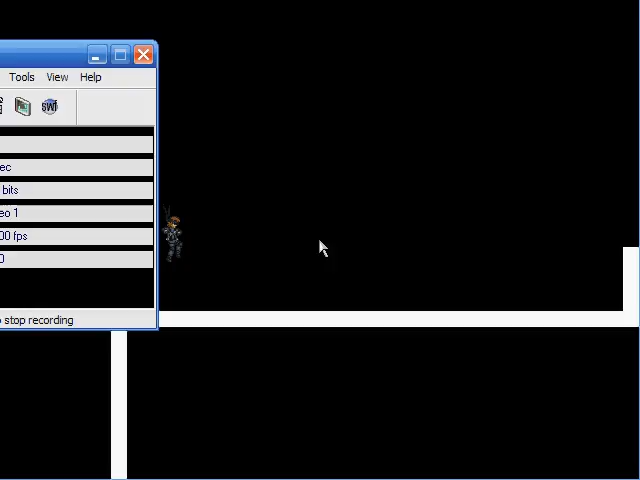 Tools View Help
SWf
ec
bits
eo 1
00 fps
0
stop recording